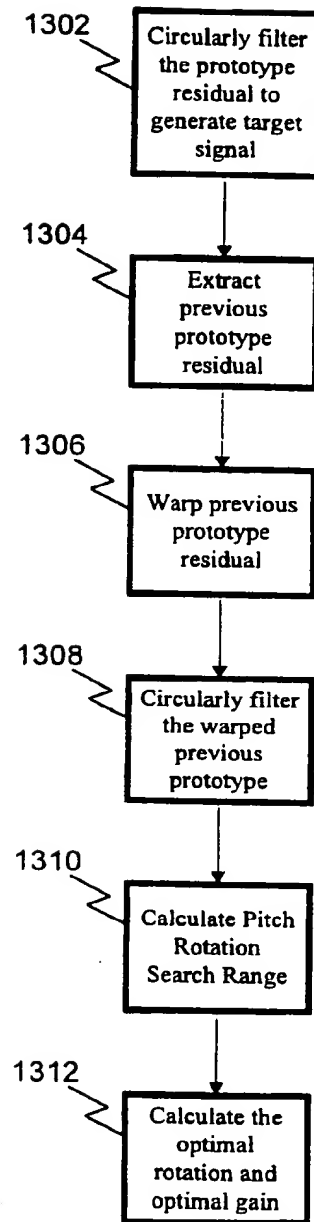 1302
Circularly filter
the prototype
residual to
generate target
signal
1304
Extract
previous
prototype
residual
1306
Warp previous
prototype
residual
1308
Circularly filter
the warped
previous
prototype
1310
Calculate Pitch
Rotation
Search Range
1312
Calculate the
optimal
rotation and
optimal gain